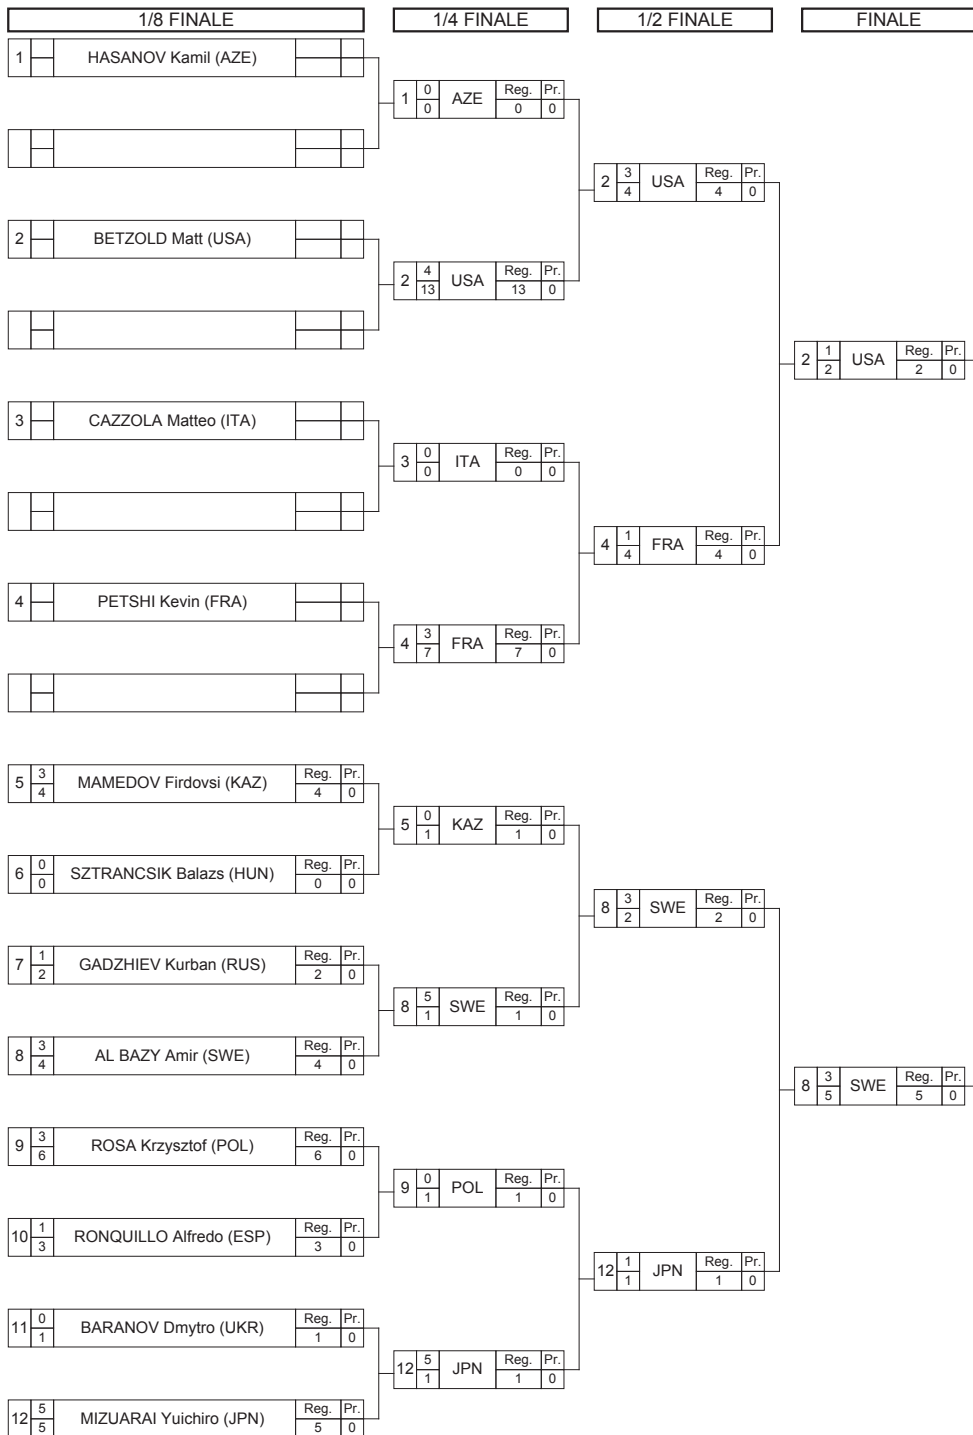 1/8 FINALE 1/4 FINALE 1/2 FINALE FINALE
1 HASANOV Kamil (AZE)
1 0 0 AZE Reg. 0 Pr. 0
2 3 4 USA Reg. 4 Pr. 0
2 BETZOLD Matt (USA)
2 4 13 USA Reg. 13 Pr. 0
2 1 2 USA Reg. 2 Pr. 0
3 CAZZOLA Matteo (ITA)
3 0 0 ITA Reg. 0 Pr. 0
4 1 4 FRA Reg. 4 Pr. 0
4 PETSHI Kevin (FRA)
4 3 7 FRA Reg. 7 Pr. 0
5 3 4 MAMEDOV Firdovsi (KAZ) Reg. 4 Pr. 0
5 0 1 KAZ Reg. 1 Pr. 0
6 0 0 SZTRANCSIK Balazs (HUN) Reg. 0 Pr. 0
8 3 2 SWE Reg. 2 Pr. 0
7 1 2 GADZHIEV Kurban (RUS) Reg. 2 Pr. 0
8 5 1 SWE Reg. 1 Pr. 0
8 3 4 AL BAZY Amir (SWE) Reg. 4 Pr. 0
8 3 5 SWE Reg. 5 Pr. 0
9 3 6 ROSA Krzysztof (POL) Reg. 6 Pr. 0
9 0 1 POL Reg. 1 Pr. 0
10 1 3 RONQUILLO Alfredo (ESP) Reg. 3 Pr. 0
12 1 1 JPN Reg. 1 Pr. 0
11 0 1 BARANOV Dmytro (UKR) Reg. 1 Pr. 0
12 5 1 JPN Reg. 1 Pr. 0
12 5 5 MIZUARAI Yuichiro (JPN) Reg. 5 Pr. 0